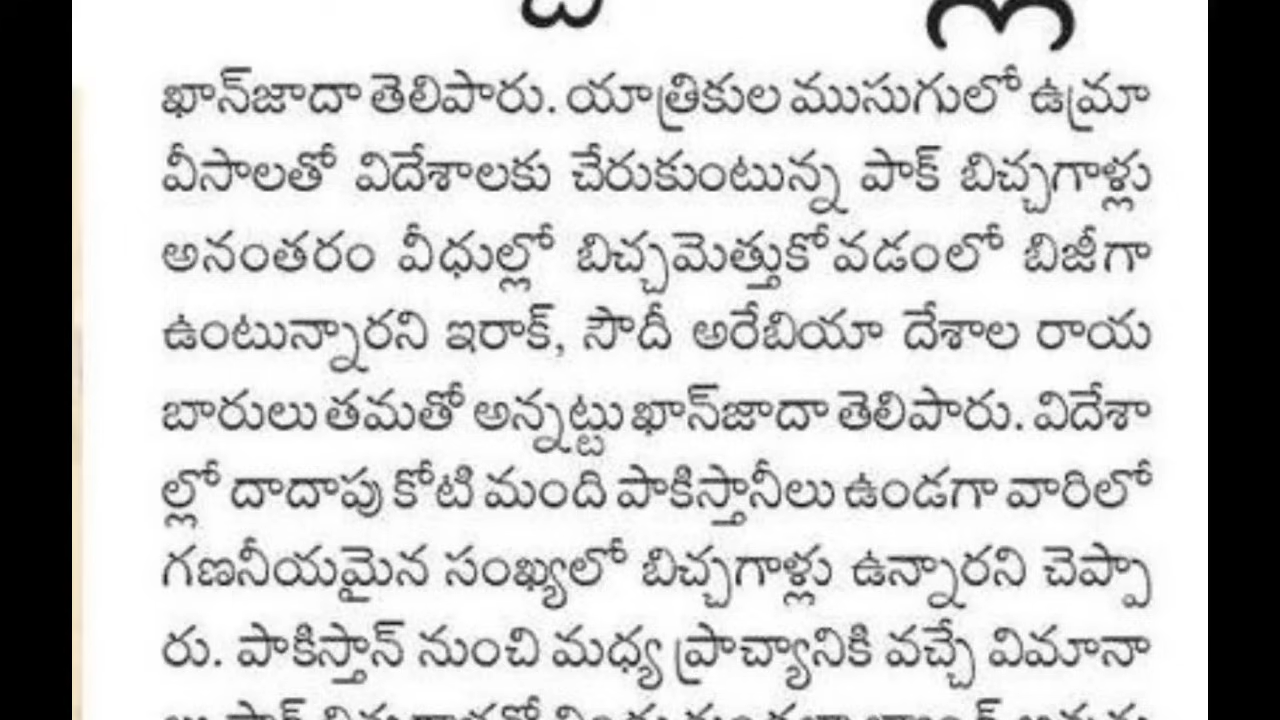 ఖాన్‌జాదా తెలిపారు. యాత్రికుల ముసుగులో ఉమ్రా
వీసాలతో విదేశాలకు చేరుకుంటున్న పాక్ బిచ్చగాళ్లు
అనంతరం వీధుల్లో బిచ్చమెత్తుకోవడంలో బిజీగా
ఉంటున్నారని ఇరాక్, సౌదీ అరేబియా దేశాల రాయ
బారులు తమతో అన్నట్టు ఖాన్‌జాదా తెలిపారు. విదేశా
ల్లో దాదాపు కోటి మంది పాకిస్తానీలు ఉండగా వారిలో
గణనీయమైన సంఖ్యలో బిచ్చగాళ్లు ఉన్నారని చెప్పా
రు. పాకిస్తాన్ నుంచి మధ్య ప్రాచ్యానికి వచ్చే విమానా